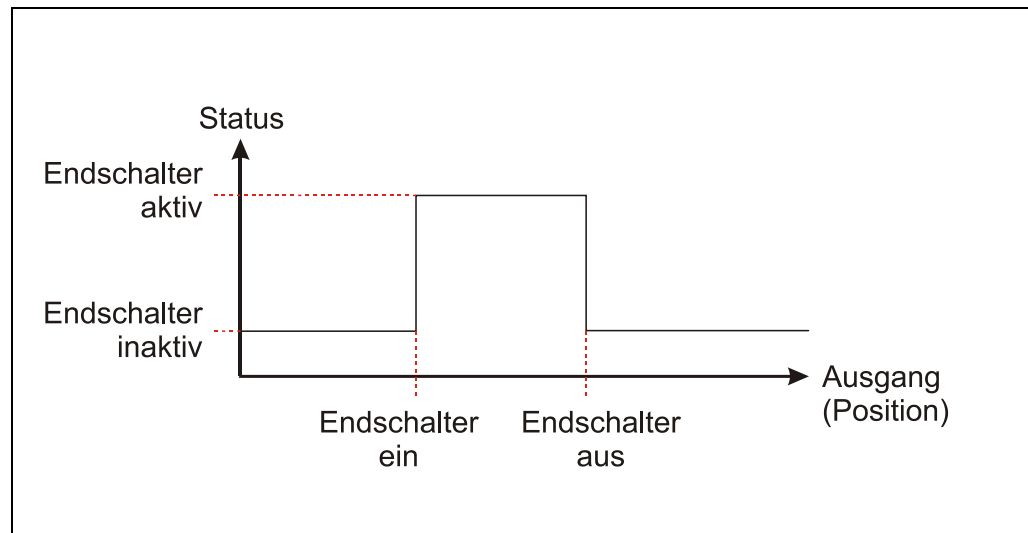 Status
Endschalter
aktiv
Endschalter
inaktiv
Ausgang
(Position)
Endschalter
ein
Endschalter
aus